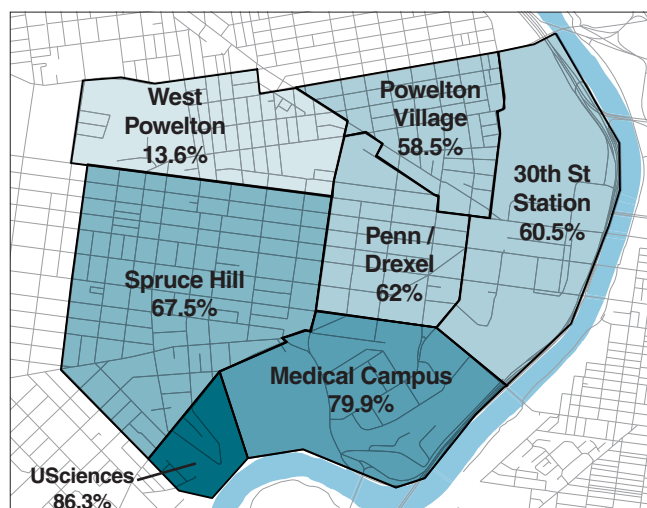 West
Powelton
13.6%
Powelton
Village
58.5%
30th St
Station
60.5%
Penn /
Drexel
62%
Spruce Hill
67.5%
Medical Campus
79.9%
USciences
86.3%